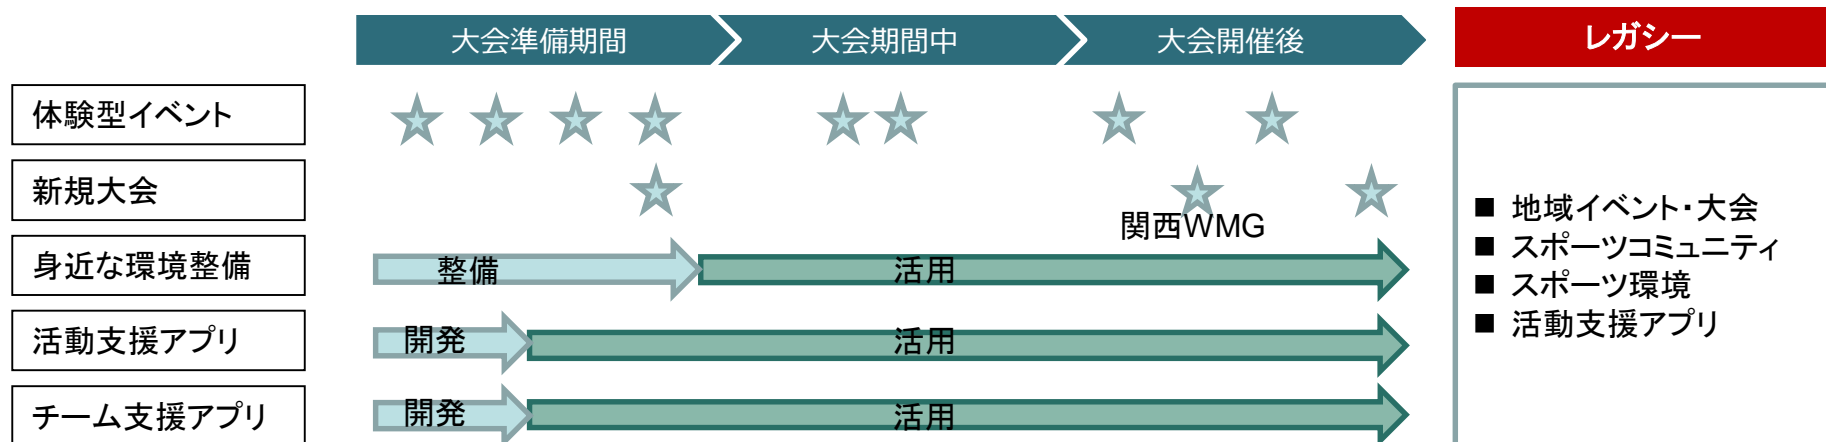 大会準備期間
大会期間中
大会開催後
レガシー
体験型イベント
新規大会
関西WMG
身近な環境整備
整備
活用
活動支援アプリ
開発
活用
チーム支援アプリ
開発
活用
■ 地域イベント・大会
■ スポーツコミュニティ
■ スポーツ環境
■ 活動支援アプリ